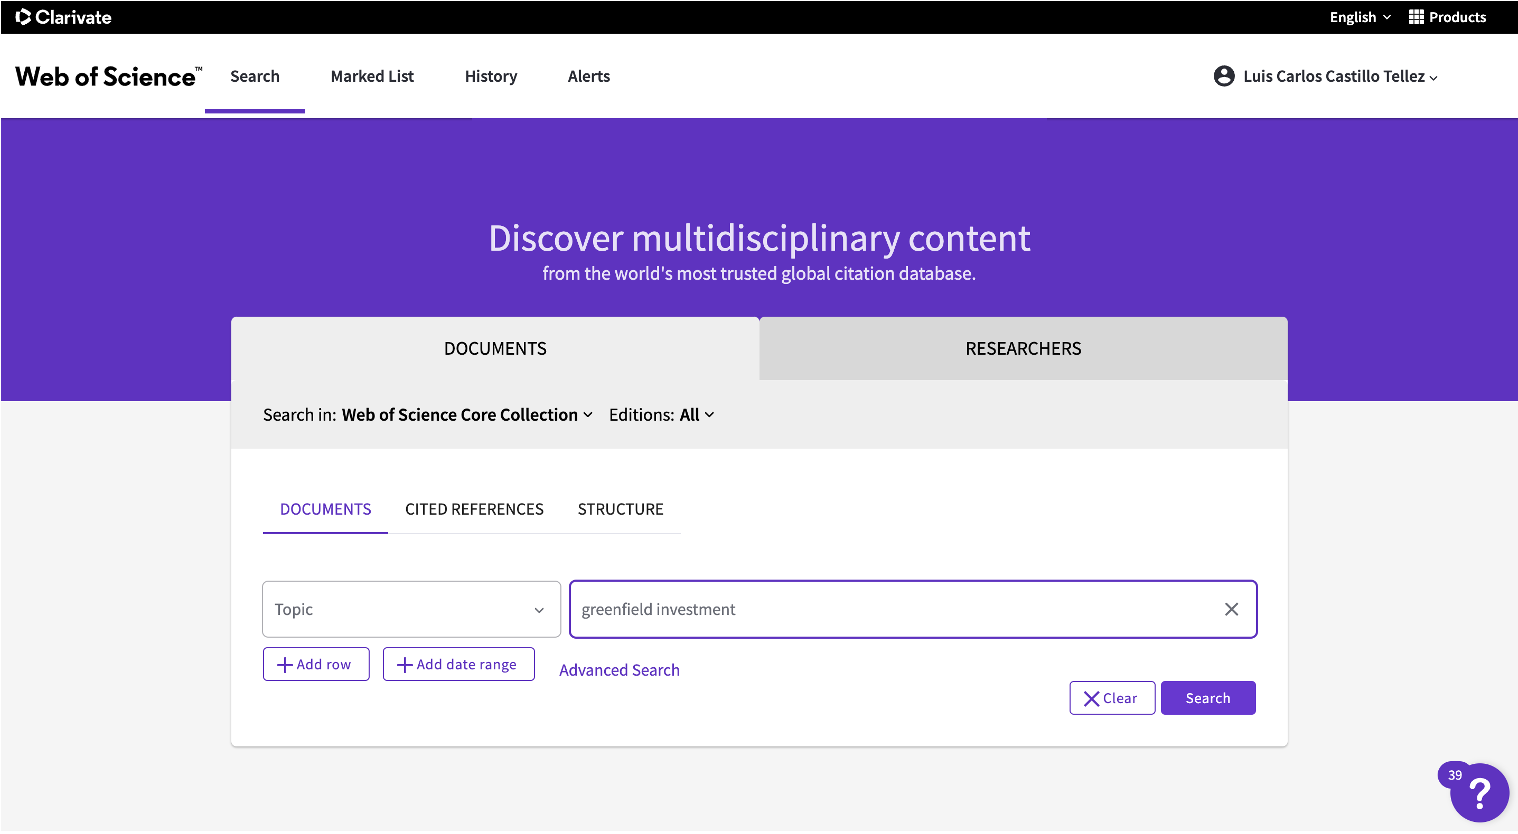 Clarivate
English
Products
Web of Science™
Search
Marked List
History
Alerts
Luis Carlos Castillo Tellez
Discover multidisciplinary content
from the world's most trusted global citation database.
DOCUMENTS
RESEARCHERS
Search in: Web of Science Core Collection
Editions: All
DOCUMENTS
CITED REFERENCES
STRUCTURE
Topic
greenfield investment
Add row
Add date range
Advanced Search
Clear
Search
39
?